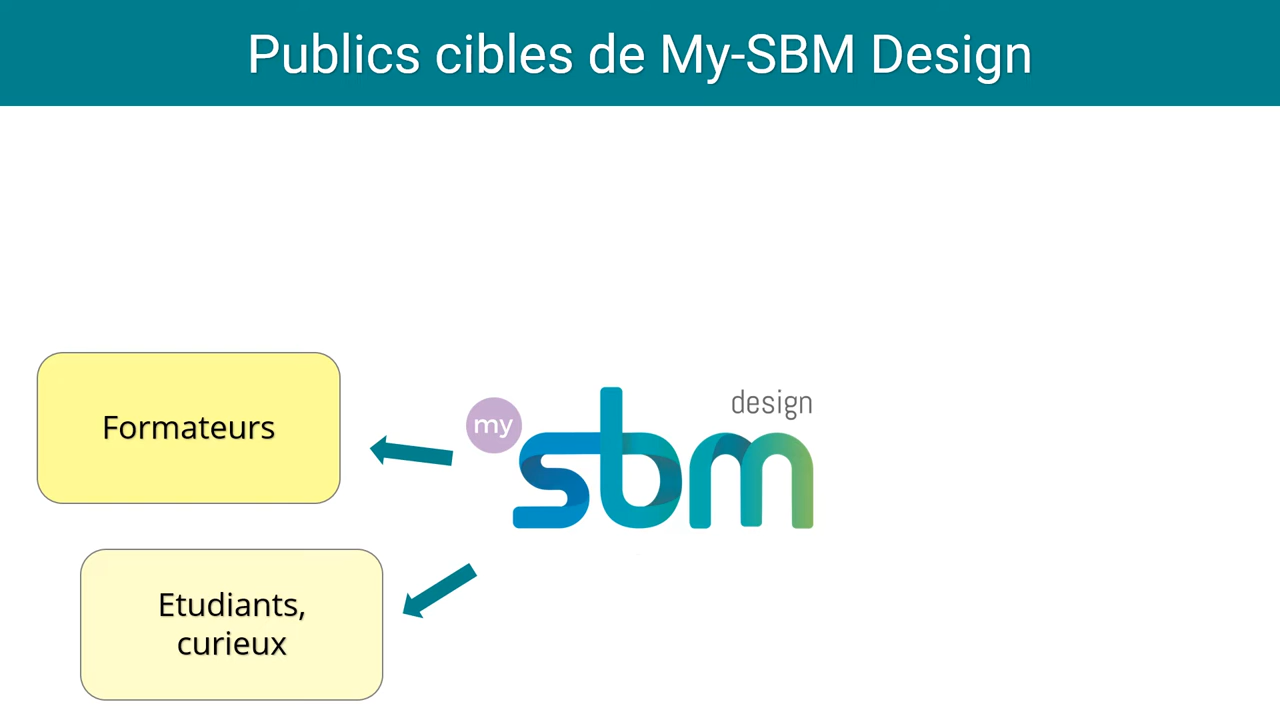 Publics cibles de My-SBM Design
Formateurs
my
design
sbm
Etudiants,
curieux